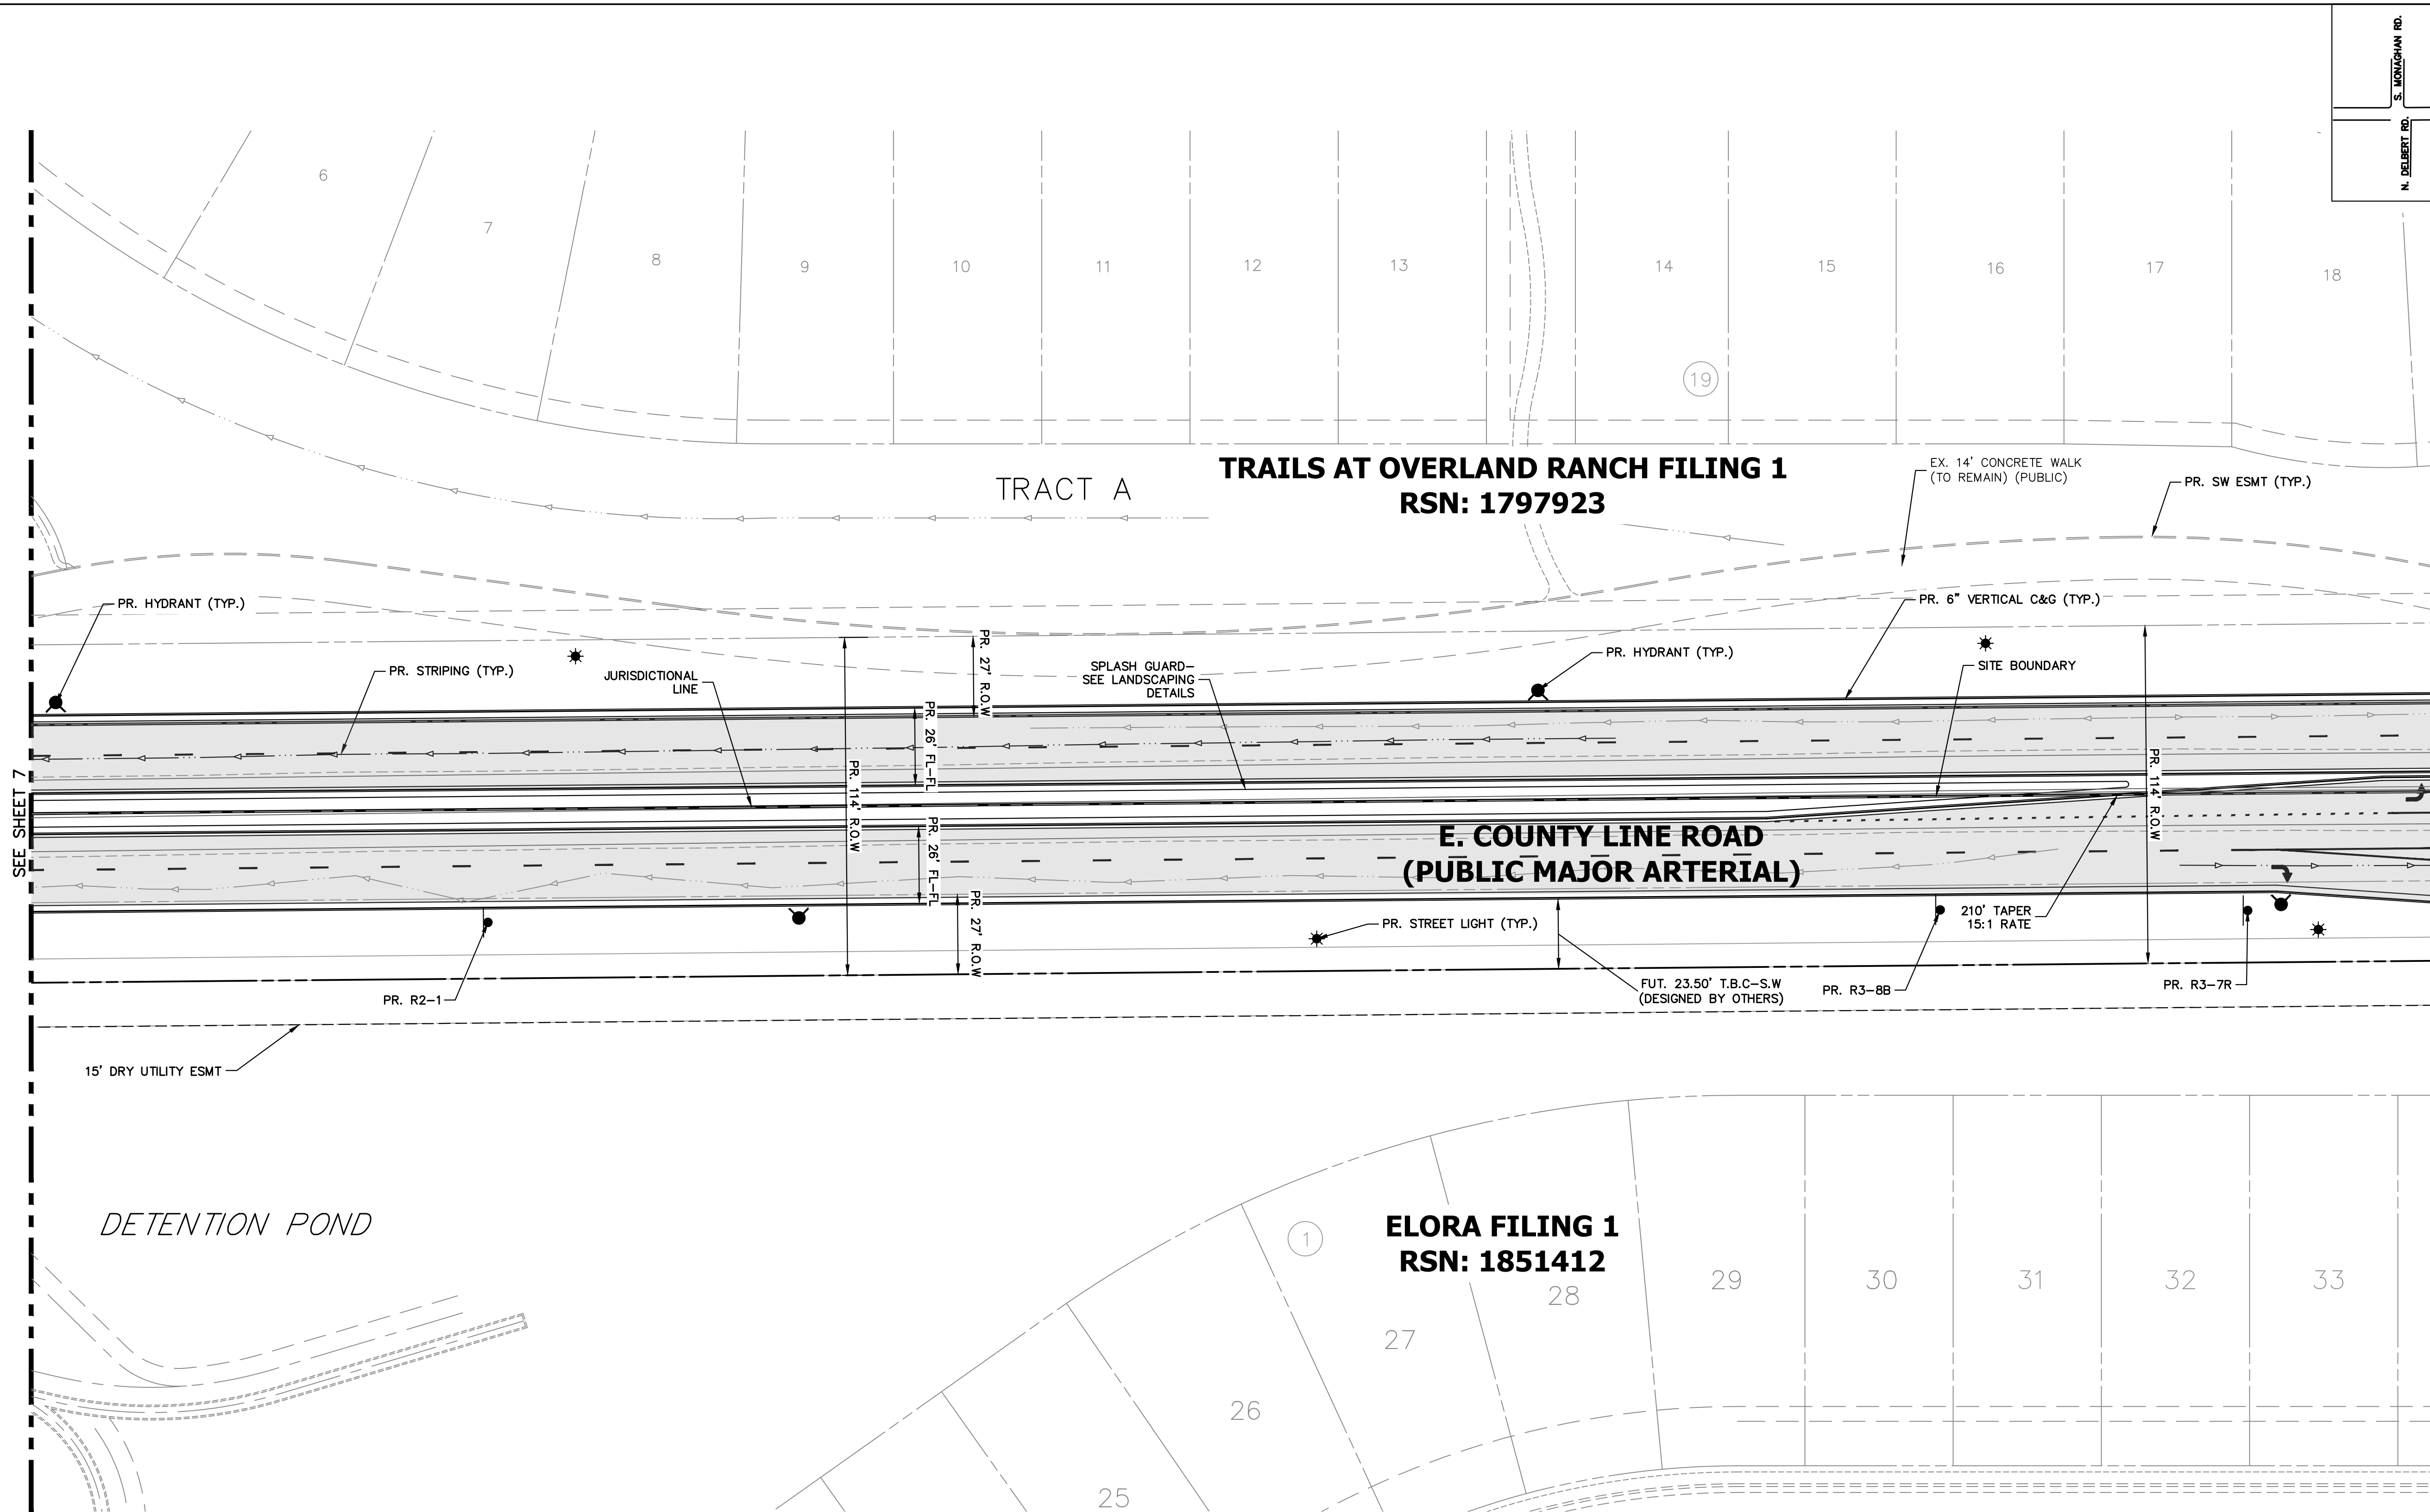 S. MONAGHAN RD.
N. DELBERT RD.
6
7
8
9
10
11
12
13
14
15
16
17
18
19
TRACT A
TRAILS AT OVERLAND RANCH FILING 1
RSN: 1797923
EX. 14' CONCRETE WALK
(TO REMAIN) (PUBLIC)
PR. SW ESMT (TYP.)
PR. HYDRANT (TYP.)
PR. 6" VERTICAL C&G (TYP.)
PR. STRIPING (TYP.)
JURISDICTIONAL
LINE
PR. 27' R.O.W
SPLASH GUARD-
SEE LANDSCAPING
DETAILS
PR. HYDRANT (TYP.)
SITE BOUNDARY
PR. 26' FL-FL
PR. 114' R.O.W
PR. 114' R.O.W
SEE SHEET 7
PR. 26' FL-FL
E. COUNTY LINE ROAD
(PUBLIC MAJOR ARTERIAL)
PR. 27' R.O.W
PR. STREET LIGHT (TYP.)
210' TAPER
15:1 RATE
PR. R2-1
FUT. 23.50' T.B.C-S.W
(DESIGNED BY OTHERS)
PR. R3-8B
PR. R3-7R
15' DRY UTILITY ESMT
DETENTION POND
1
ELORA FILING 1
RSN: 1851412
25
26
27
28
29
30
31
32
33